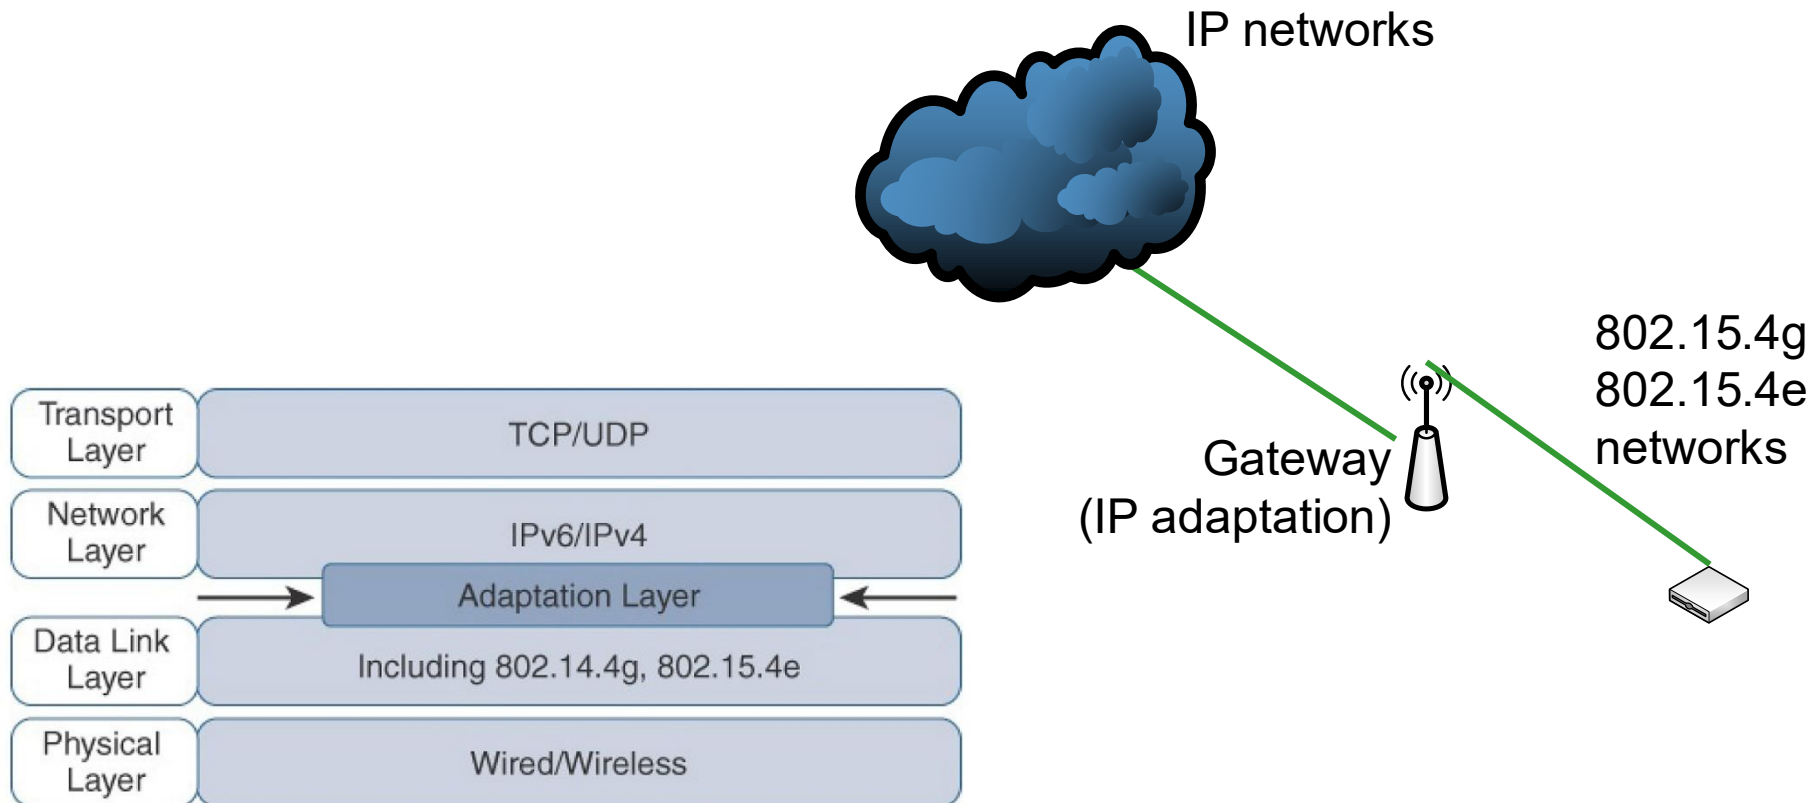 IP networks
802.15.4g
802.15.4e
networks
Gateway
(IP adaptation)
Transport
Layer
TCP/UDP
Network
Layer
IPv6/IPv4
Adaptation Layer
Data Link
Layer
Including 802.14.4g, 802.15.4e
Physical
Layer
Wired/Wireless